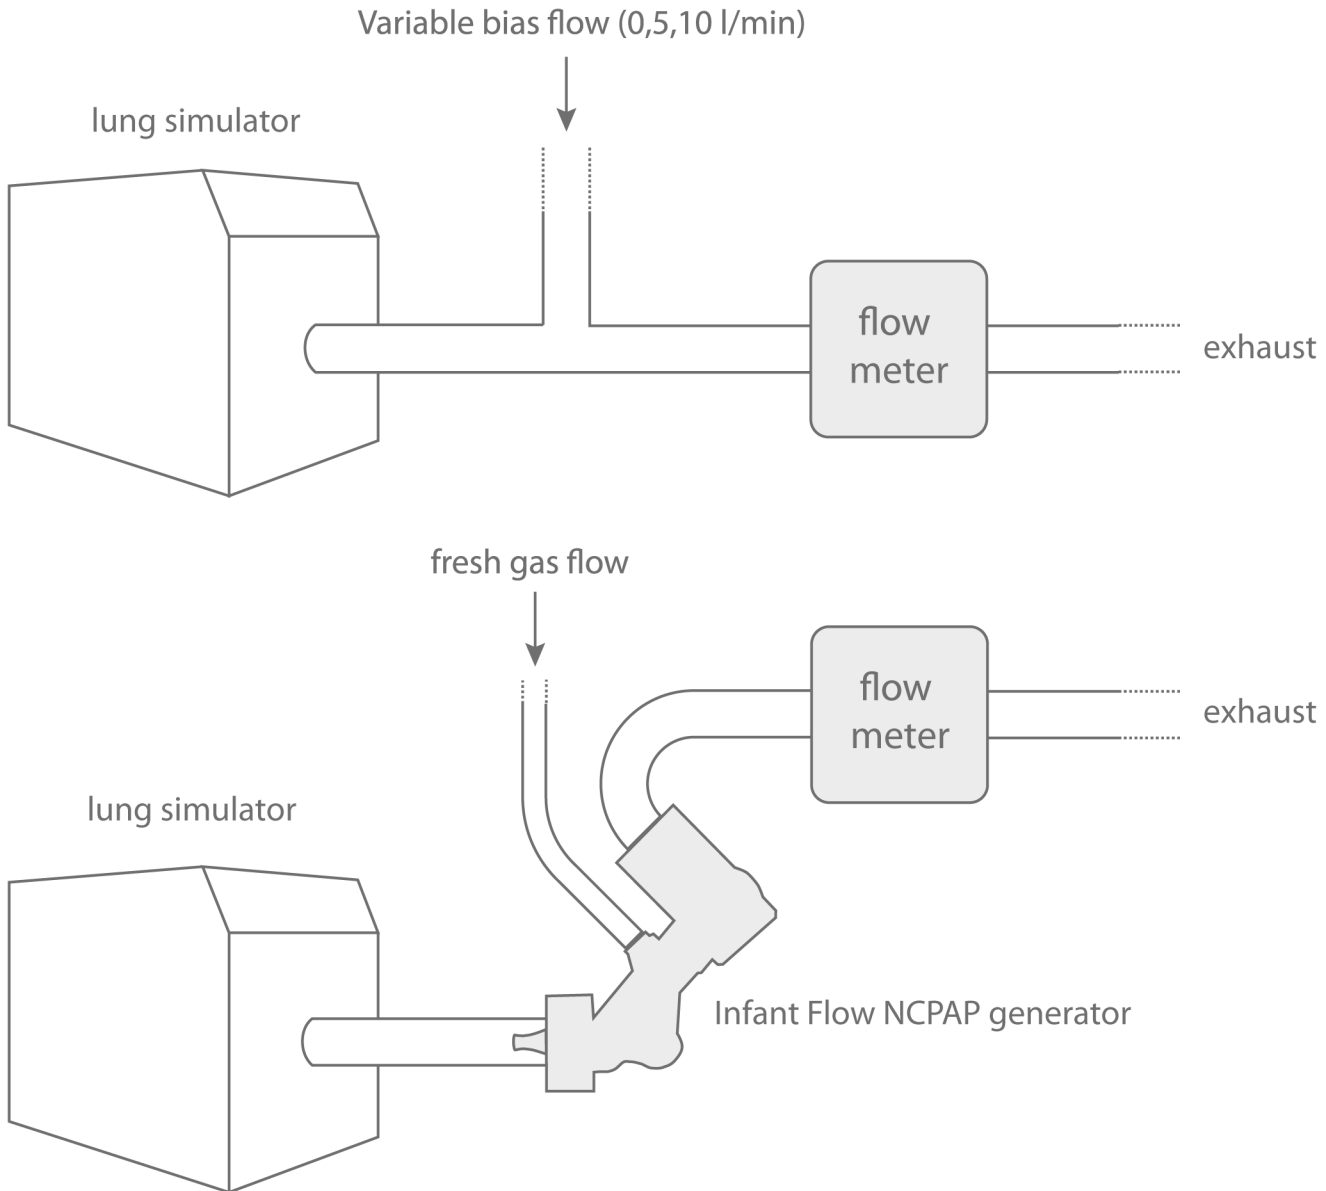 Variable bias flow (0,5,10 l/min)
lung simulator
flow
meter
exhaust
fresh gas flow
flow
meter
exhaust
lung simulator
Infant Flow NCPAP generator